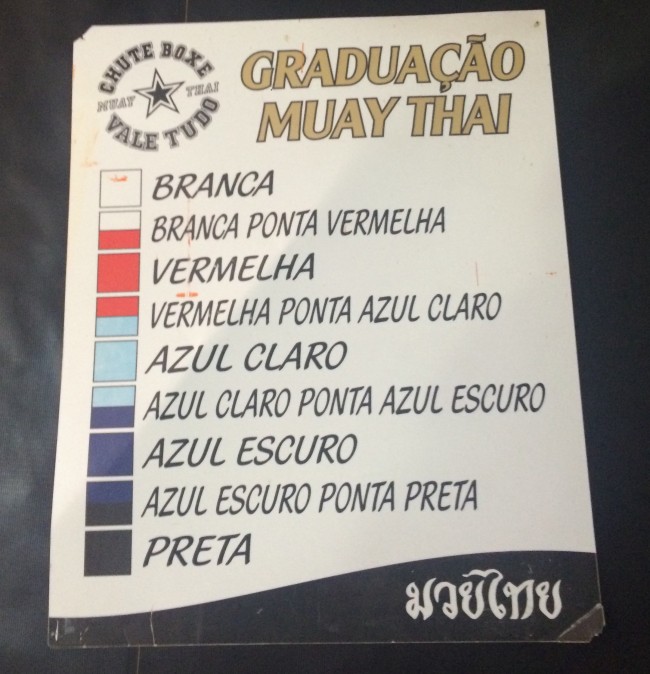 CHUTE BOXE
MUAY THAI
VALE TUDO
GRADUAÇÃO
MUAY THAI
BRANCA
BRANCA PONTA VERMELHA
VERMELHA
VERMELHA PONTA AZUL CLARO
AZUL CLARO
AZUL CLARO PONTA AZUL ESCURO
AZUL ESCURO
AZUL ESCURO PONTA PRETA
PRETA
มวยไทย